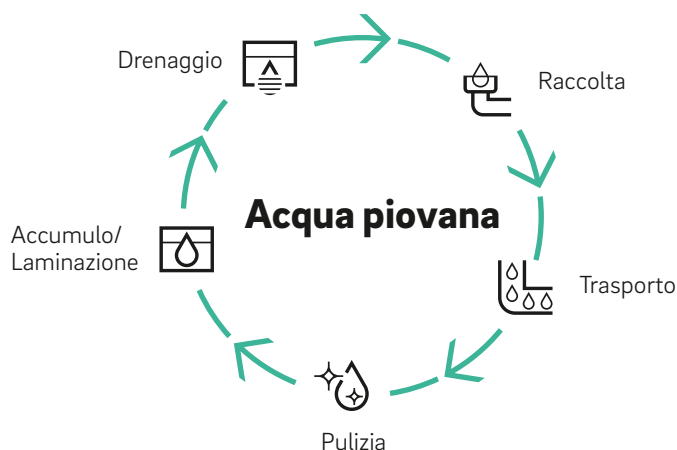 Drenaggio
Raccolta
Acqua piovana
Accumulo/
Laminazione
Trasporto
Pulizia